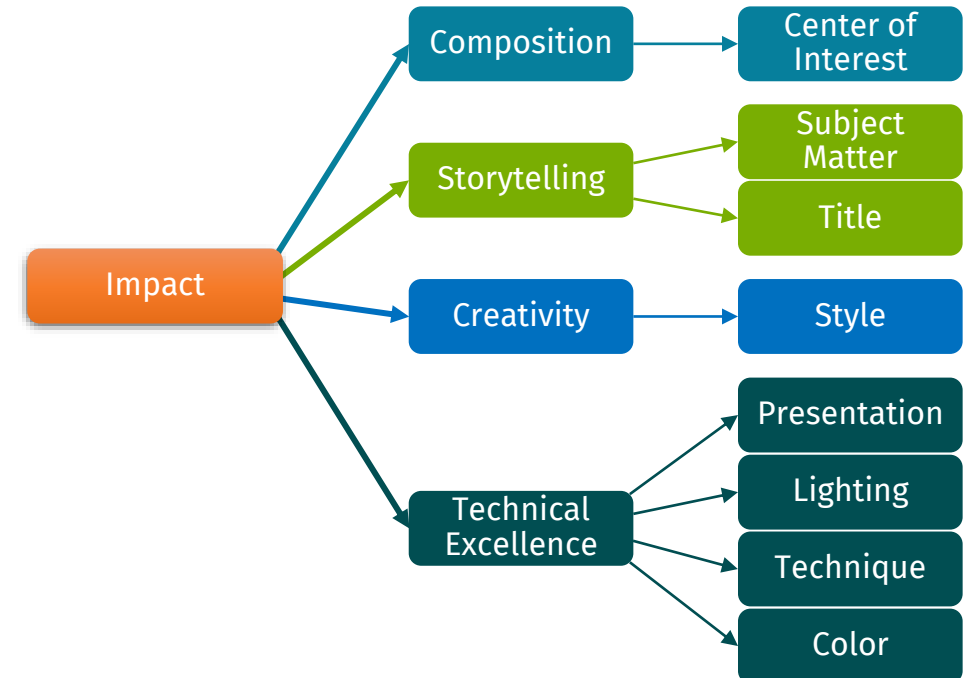 Impact
Composition
Center of
Interest
Storytelling
Subject
Matter
Title
Creativity
Style
Technical
Excellence
Presentation
Lighting
Technique
Color